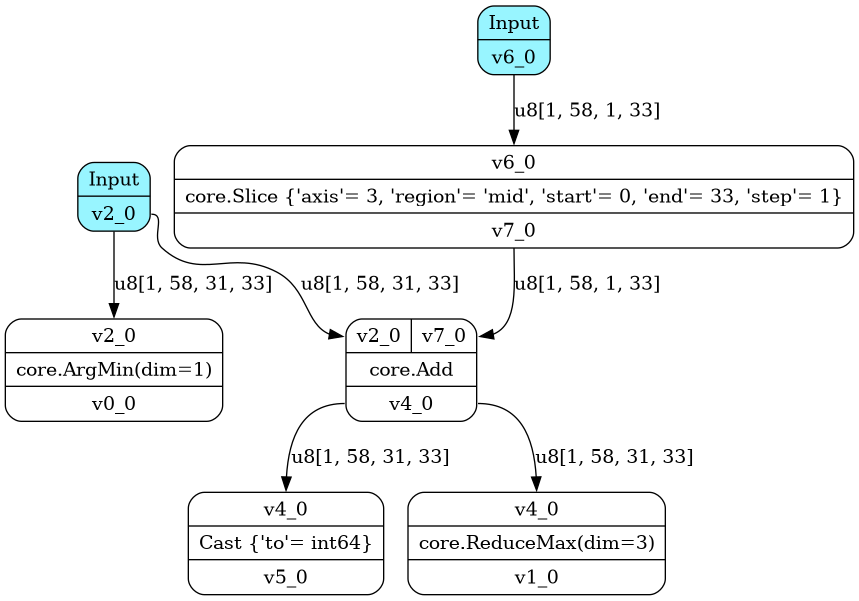 Input
v6_0
u8[1, 58, 1, 33]
v6_0
core.Slice {'axis'= 3, 'region'= 'mid', 'start'= 0, 'end'= 33, 'step'= 1}
v7_0
Input
v2_0
u8[1, 58, 31, 33]
u8[1, 58, 31, 33]
u8[1, 58, 1, 33]
v2_0
core.ArgMin(dim=1)
v0_0
v2_0 v7_0
core.Add
v4_0
u8[1, 58, 31, 33]
u8[1, 58, 31, 33]
v4_0
Cast {'to'= int64}
v5_0
v4_0
core.ReduceMax(dim=3)
v1_0